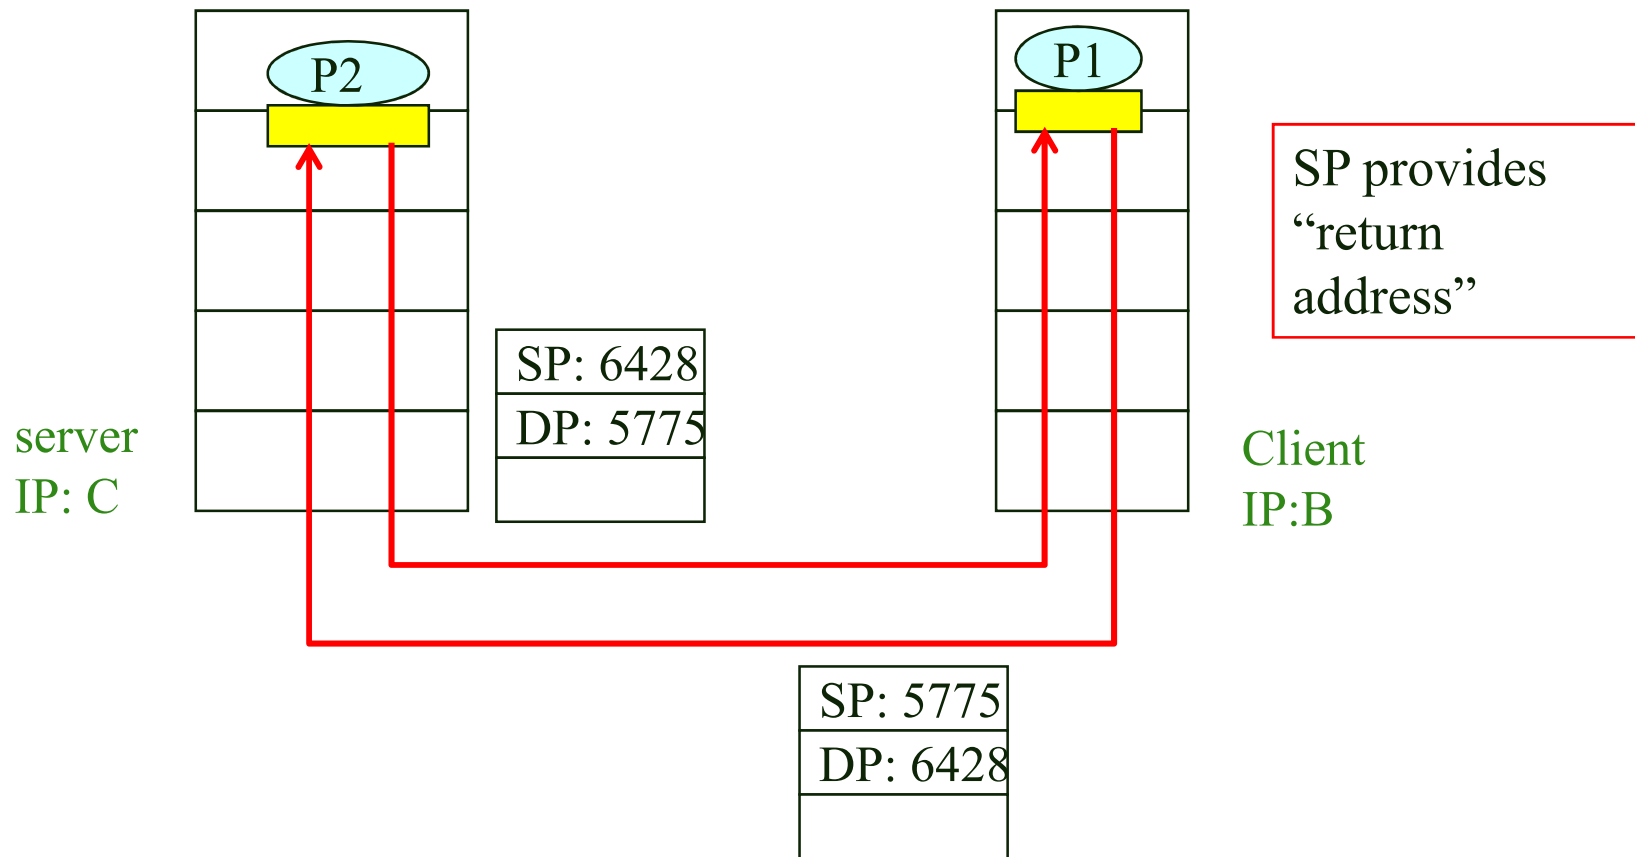 P2
P1
SP provides
“return
address”
SP: 6428
DP: 5775
server
IP: C
Client
IP:B
SP: 5775
DP: 6428